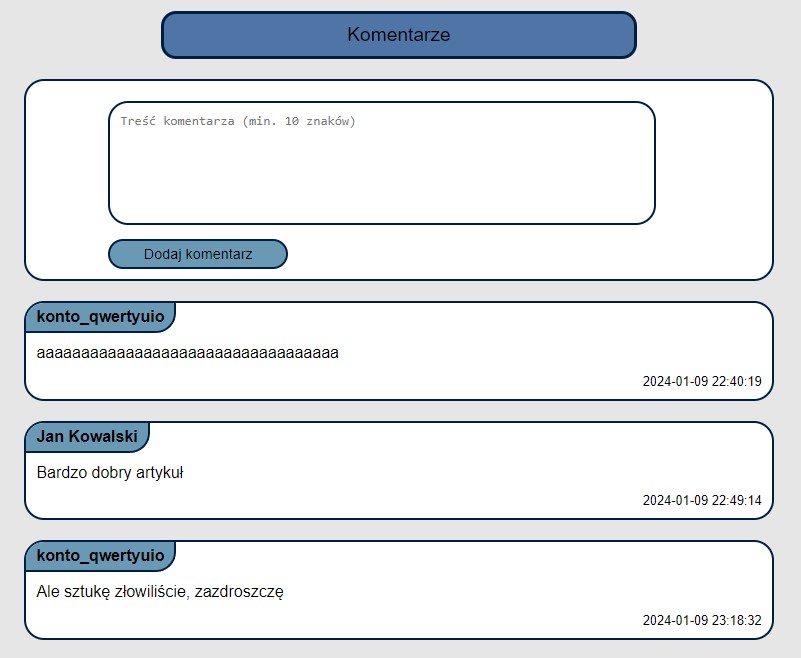 Komentarze
Treść komentarza (min. 10 znaków)
Dodaj komentarz
konto_qwertyuio
aaaaaaaaaaaaaaaaaaaaaaaaaaaaaaaaaa
2024-01-09 22:40:19
Jan Kowalski
Bardzo dobry artykuł
2024-01-09 22:49:14
konto_qwertyuio
Ale sztukę złowiliście, zazdroszczę
2024-01-09 23:18:32